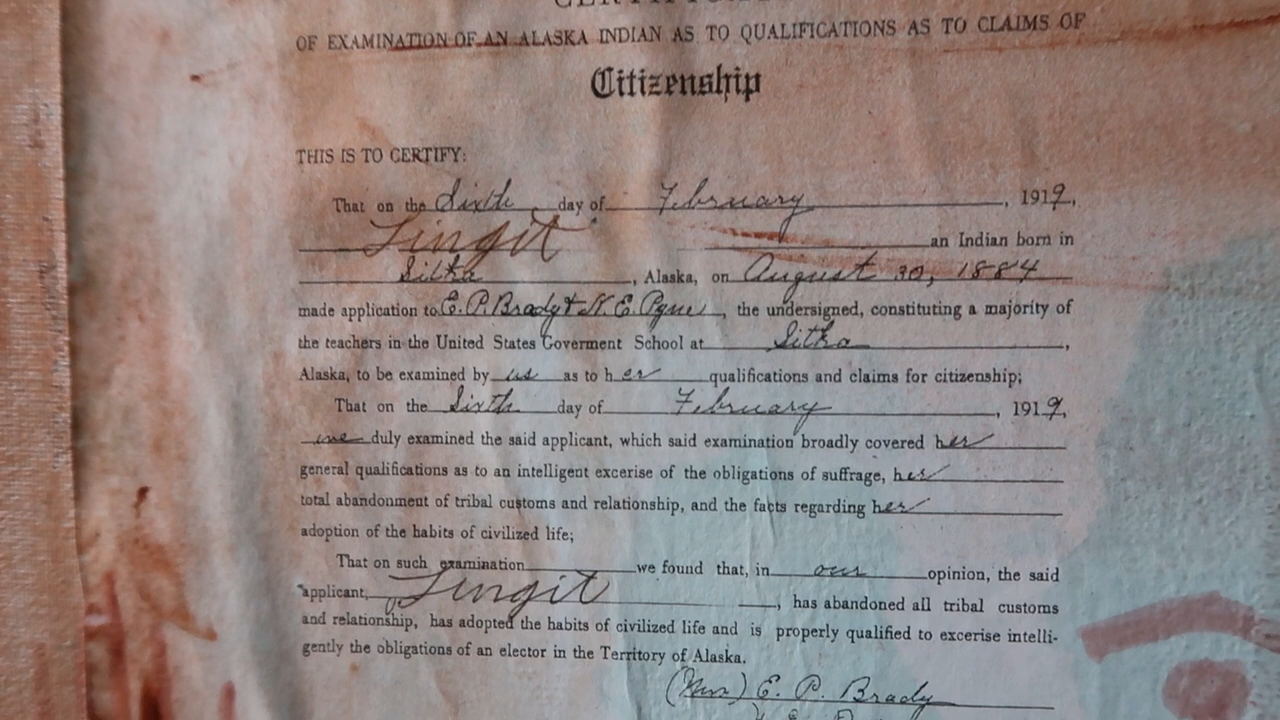 OF EXAMINATION OF AN ALASKA INDIAN AS TO QUALIFICATIONS AS TO CLAIMS OF
Citizenship
THIS IS TO CERTIFY:
That on the Sixth day of February, 1919,
Lingit an Indian born in
Sitka, Alaska, on August 30, 1884
made application to E. P. Brady & N. E. Pyne, the undersigned, constituting a majority of
the teachers in the United States Goverment School at Sitka,
Alaska, to be examined by us as to her qualifications and claims for citizenship;
That on the Sixth day of February, 1919,
we duly examined the said applicant, which said examination broadly covered her
general qualifications as to an intelligent excerise of the obligations of suffrage, her
total abandonment of tribal customs and relationship, and the facts regarding her
adoption of the habits of civilized life;
That on such examination we found that, in our opinion, the said
applicant, Lingit, has abandoned all tribal customs
and relationship, has adopted the habits of civilized life and is properly qualified to excerise intelli-
gently the obligations of an elector in the Territory of Alaska.
(Mrs) E. P. Brady